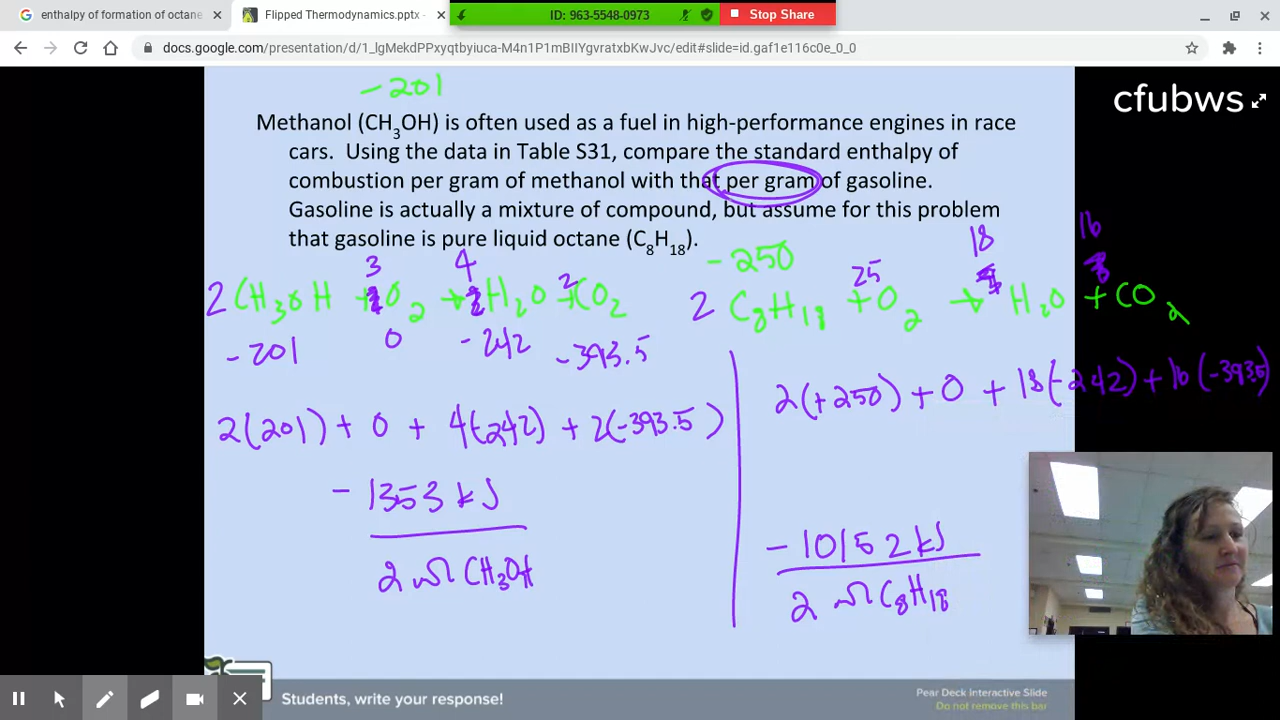 enthalpy of formation of octane
Flipped Thermodynamics.pptx -
ID: 963-5548-0973
Stop Share
docs.google.com/presentation/d/1_lgMekdPPxyqtbyiuca-M4n1P1mBIIYgvratxbKwJvc/edit#slide=id.gaf1e116c0e_0_0
cfubws
-201
Methanol (CH3OH) is often used as a fuel in high-performance engines in race
cars. Using the data in Table S31, compare the standard enthalpy of
combustion per gram of methanol with that per gram of gasoline.
Gasoline is actually a mixture of compound, but assume for this problem
that gasoline is pure liquid octane (C8H18).
-250
3 4 2 25 18 16
2 CH3OH + O2 → H2O + CO2
2 C8H18 + O2 → H2O + CO2
-201 0 -242 -393.5
2(+250) + 0 + 18(-242) + 16(-393.5)
2(201) + 0 + 4(-242) + 2(-393.5)
-1353 kJ
2 mol CH3OH
-10152 kJ
2 mol C8H18
Students, write your response!
Pear Deck Interactive Slide
Do not remove this bar